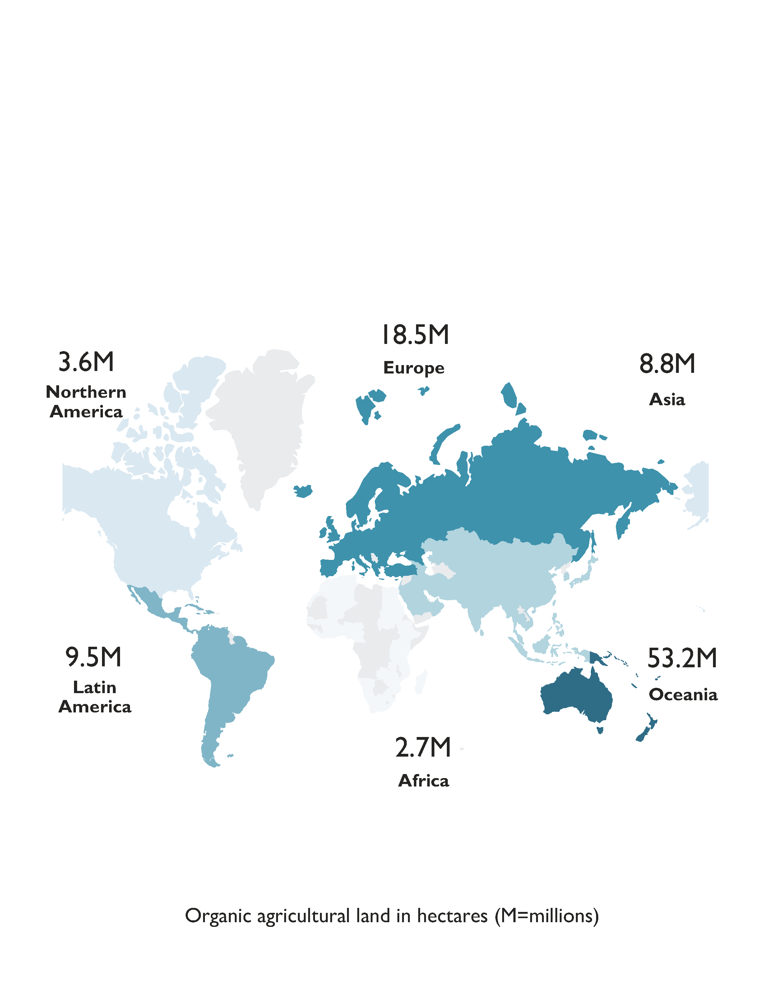 18.5M
Europe
3.6M
Northern
America
8.8M
Asia
9.5M
Latin
America
53.2M
Oceania
2.7M
Africa
Organic agricultural land in hectares (M=millions)